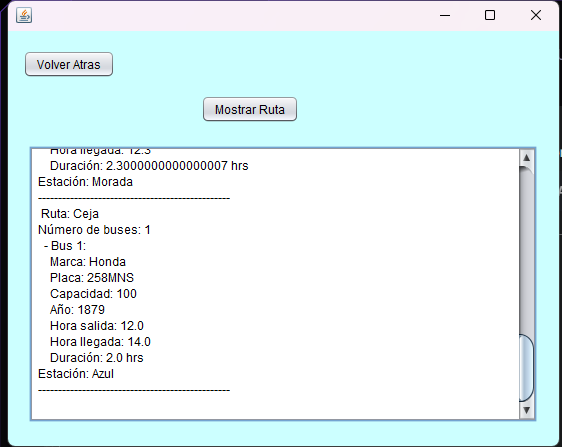 Volver Atras
Mostrar Ruta
Hora llegada: 12.3
Duración: 2.3000000000000007 hrs
Estación: Morada
------------------------------------------------
Ruta: Ceja
Número de buses: 1
- Bus 1:
Marca: Honda
Placa: 258MNS
Capacidad: 100
Año: 1879
Hora salida: 12.0
Hora llegada: 14.0
Duración: 2.0 hrs
Estación: Azul
------------------------------------------------